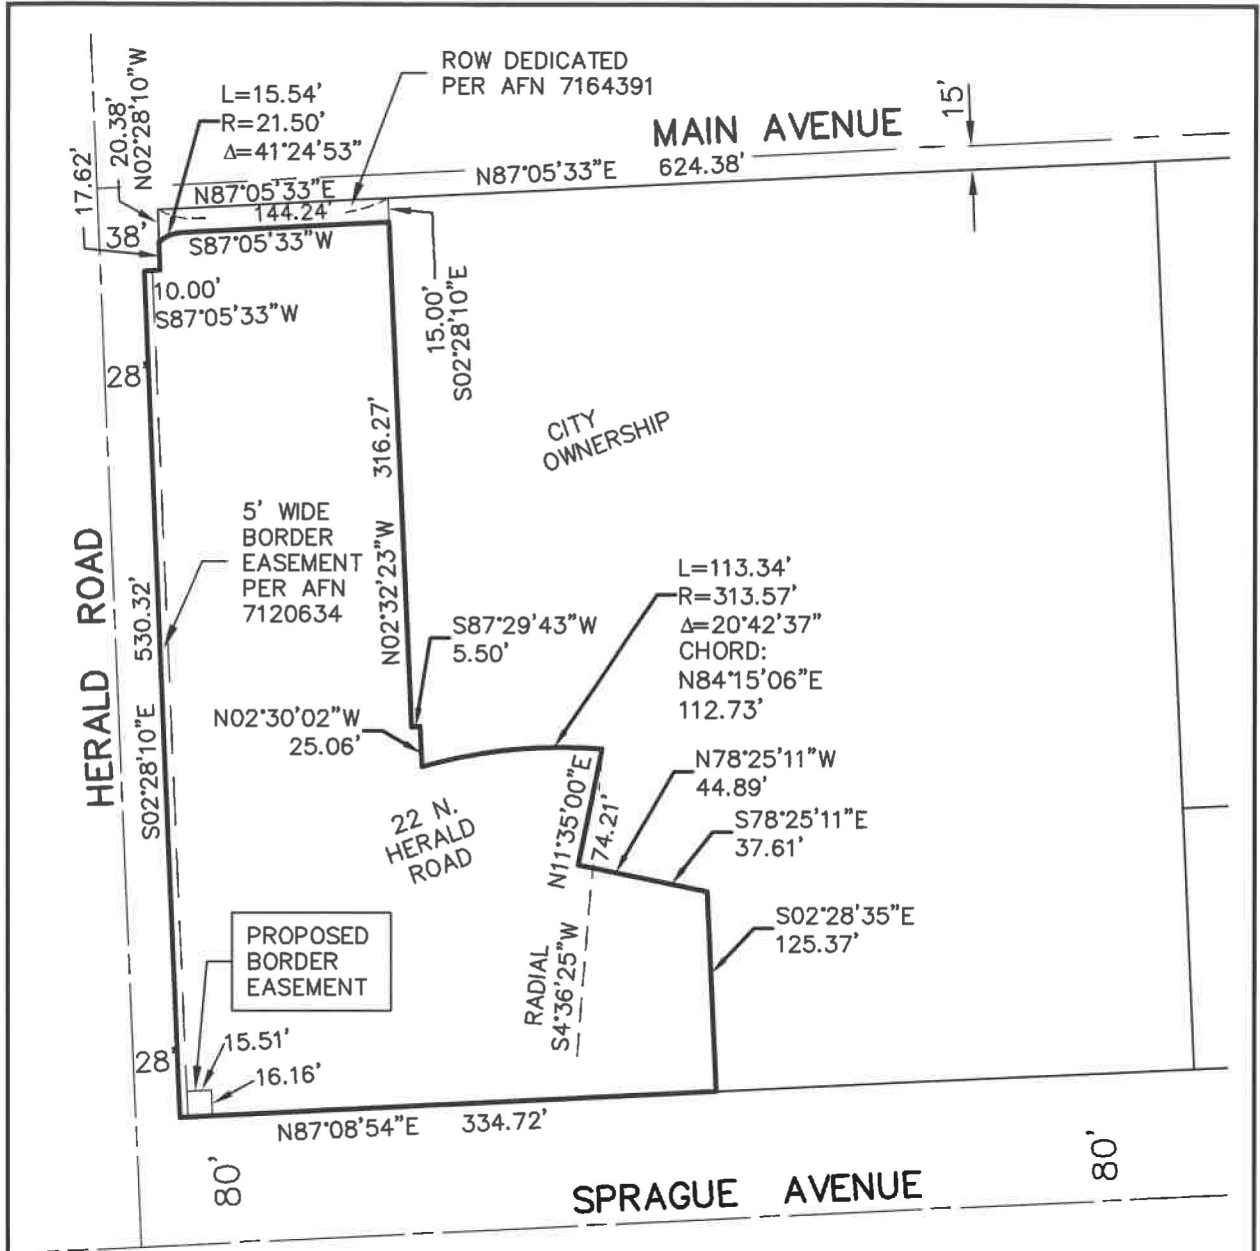 ROW DEDICATED
PER AFN 7164391
L=15.54'
R=21.50'
Δ=41°24'53"
20.38'
N02°28'10"W
17.62'
15'
MAIN AVENUE
N87°05'33"E 624.38'
N87°05'33"E
144.24'
38'
S87°05'33"W
10.00'
S87°05'33"W
15.00'
S02°28'10"E
28'
316.27'
N02°32'23"W
CITY
OWNERSHIP
5' WIDE
BORDER
EASEMENT
PER AFN
7120634
HERALD ROAD
530.32'
S02°28'10"E
L=113.34'
R=313.57'
Δ=20°42'37"
CHORD:
N84°15'06"E
112.73'
S87°29'43"W
5.50'
N02°30'02"W
25.06'
N78°25'11"W
44.89'
N11°35'00"E
74.21'
S78°25'11"E
37.61'
22 N.
HERALD
ROAD
S02°28'35"E
125.37'
RADIAL
S4°36'25"W
PROPOSED
BORDER
EASEMENT
28'
15.51'
16.16'
N87°08'54"E 334.72'
80'
80'
SPRAGUE AVENUE